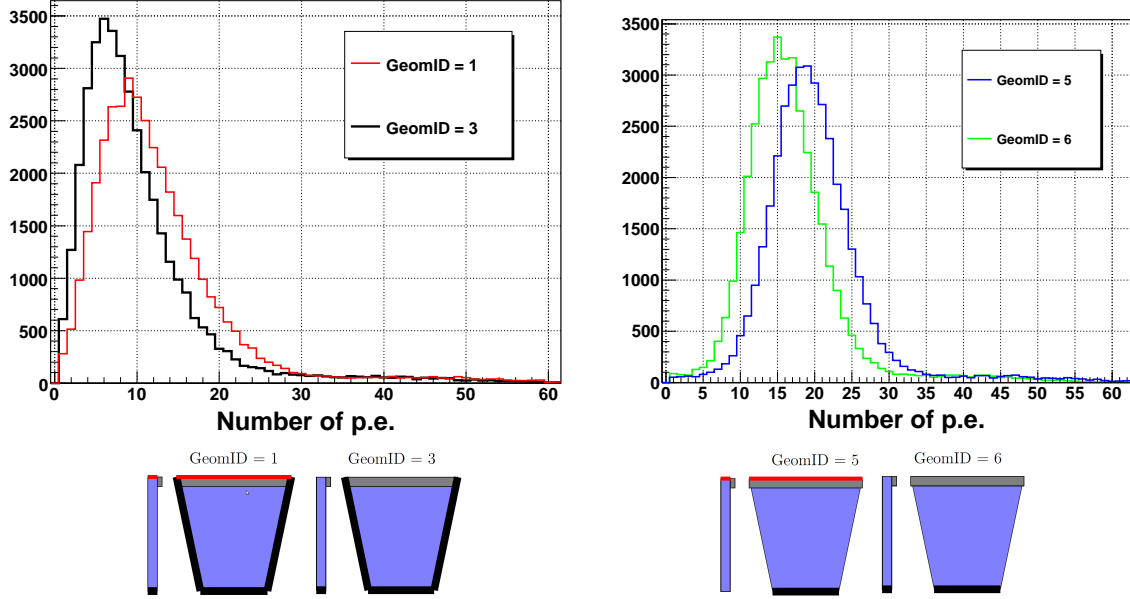 3500
3000
2500
2000
1500
1000
500
0
0 10 20 30 40 50 60
Number of p.e.
GeomID = 1
GeomID = 3
3500
3000
2500
2000
1500
1000
500
0
0 5 10 15 20 25 30 35 40 45 50 55 60
Number of p.e.
GeomID = 5
GeomID = 6
GeomID = 1
GeomID = 3
GeomID = 5
GeomID = 6